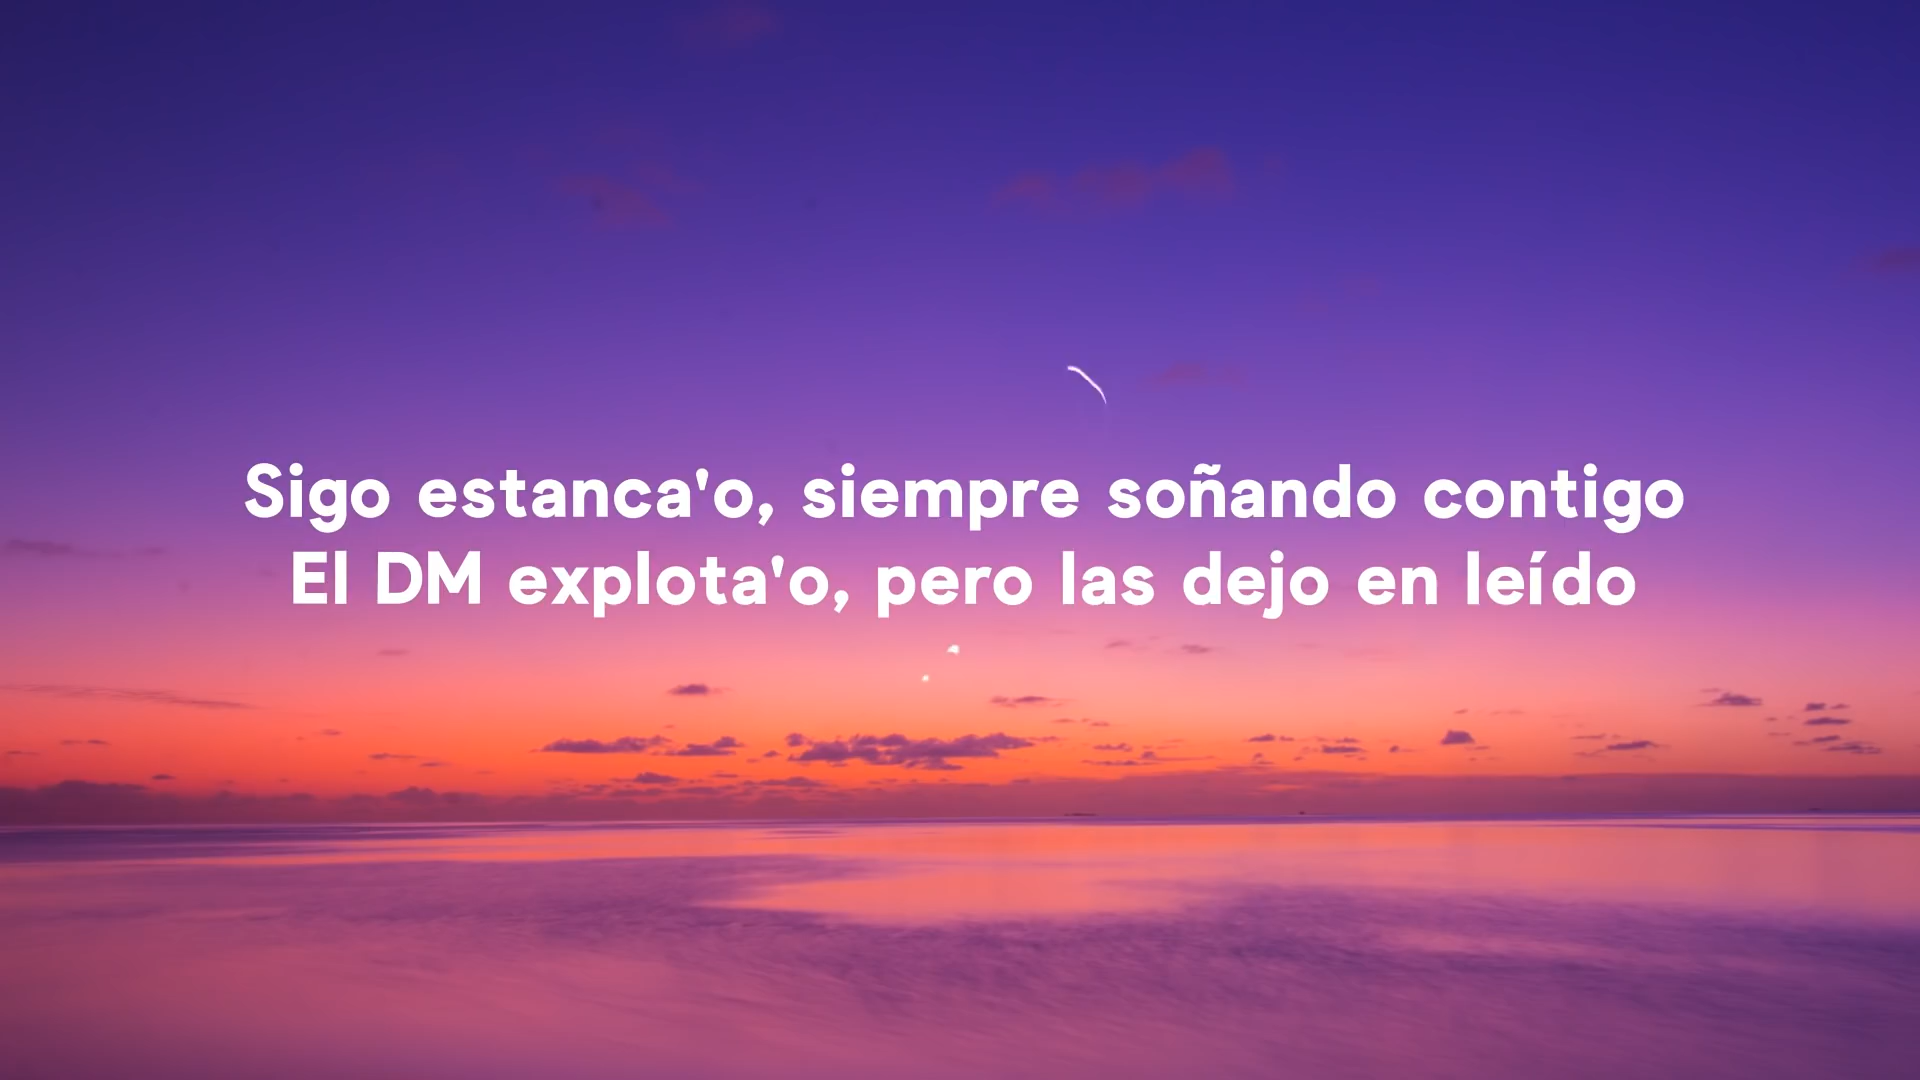 Sigo estanca'o, siempre soñando contigo
El DM explota'o, pero las dejo en leído